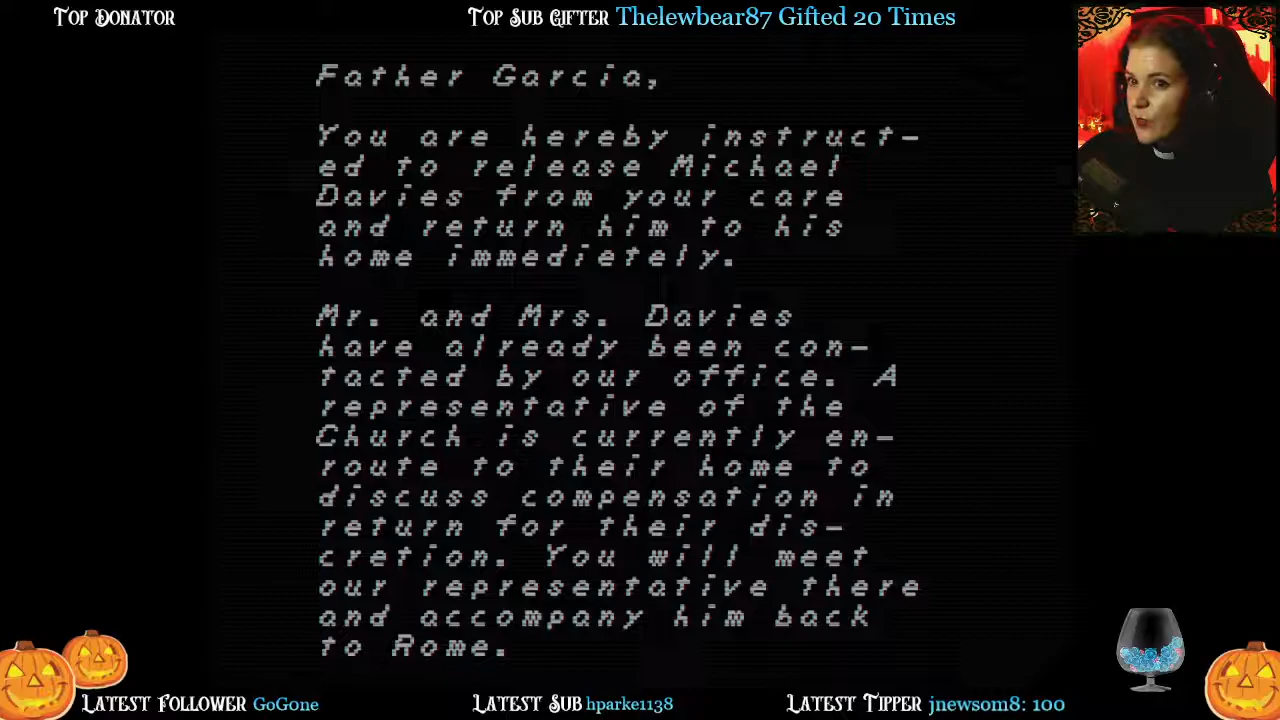 Top Donator
Top Sub Gifter Thelewbear87 Gifted 20 Times
Father Garcia,
You are hereby instruct-
ed to release Michael
Davies from your care
and return him to his
home immedietely.
Mr. and Mrs. Davies
have already been con-
tacted by our office. A
representative of the
Church is currently en-
route to their home to
discuss compensation in
return for their dis-
cretion. You will meet
our representative there
and accompany him back
to Rome.
Latest Follower GoGone
Latest Sub hparke1138
Latest Tipper jnewsom8: 100